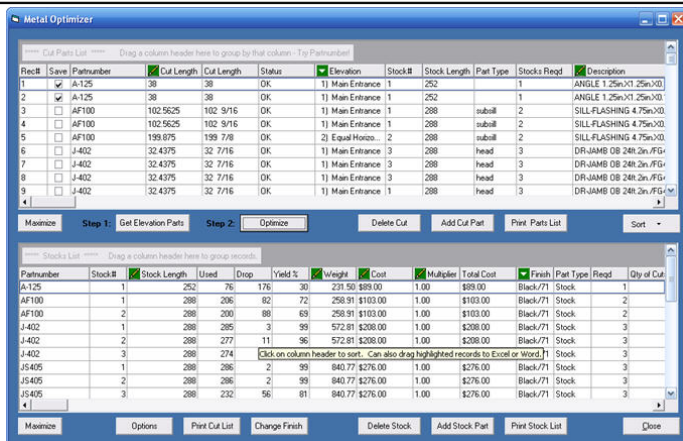 Metal Optimizer
***** Cut Parts List ***** Drag a column header here to group by that column - Try Partnumber!
Rec# Save Partnumber Cut Length Cut Length Status Elevation Stock# Stock Length Part Type Stocks Reqd Description
1 A-125 38 38 OK 1) Main Entrance 1 252 1 ANGLE 1.25in.X1.25in.X0.
2 A-125 38 38 OK 1) Main Entrance 1 252 1 ANGLE 1.25in.X1.25in.X0.
3 AF100 102.5625 102 9/16 OK 1) Main Entrance 1 288 subsill 2 SILL-FLASHING 4.75in.X0.
4 AF100 102.5625 102 9/16 OK 1) Main Entrance 1 288 subsill 2 SILL-FLASHING 4.75in.X0.
5 AF100 199.875 199 7/8 OK 2) Equal Horizo... 2 288 subsill 2 SILL-FLASHING 4.75in.X0.
6 J-402 32.4375 32 7/16 OK 1) Main Entrance 3 288 head 3 DR-JAMB OB 24ft.2in./FG-
7 J-402 32.4375 32 7/16 OK 1) Main Entrance 3 288 head 3 DR-JAMB OB 24ft.2in./FG-
8 J-402 32.4375 32 7/16 OK 1) Main Entrance 3 288 head 3 DR-JAMB OB 24ft.2in./FG-
9 J-402 32.4375 32 7/16 OK 1) Main Entrance 1 288 head 3 DR-JAMB OB 24ft.2in./FG-
Maximize Step 1: Get Elevation Parts Step 2: Optimize Delete Cut Add Cut Part Print Parts List Sort
***** Stocks List ***** Drag a column header here to group records.
Partnumber Stock# Stock Length Used Drop Yield % Weight Cost Multiplier Total Cost Finish Part Type Reqd Qty of Cut
A-125 1 252 76 176 30 231.50 $89.00 1.00 $89.00 Black/71 Stock 1
AF100 1 288 206 82 72 258.91 $103.00 1.00 $103.00 Black/71 Stock 2
AF100 2 288 200 88 69 258.91 $103.00 1.00 $103.00 Black/71 Stock 2
J-402 1 288 285 3 99 572.81 $208.00 1.00 $208.00 Black/71 Stock 3
J-402 2 288 277 11 96 572.81 $208.00 1.00 $208.00 Black/71 Stock 3
J-402 3 288 274 Click on column header to sort. Can also drag highlighted records to Excel or Word. Stock 3
JS405 1 288 286 2 99 840.77 $276.00 1.00 $276.00 Black/71 Stock 3
JS405 2 288 286 2 99 840.77 $276.00 1.00 $276.00 Black/71 Stock 3
JS405 3 288 232 56 81 840.77 $276.00 1.00 $276.00 Black/71 Stock 3
Maximize Options Print Cut List Change Finish Delete Stock Add Stock Part Print Stock List Close